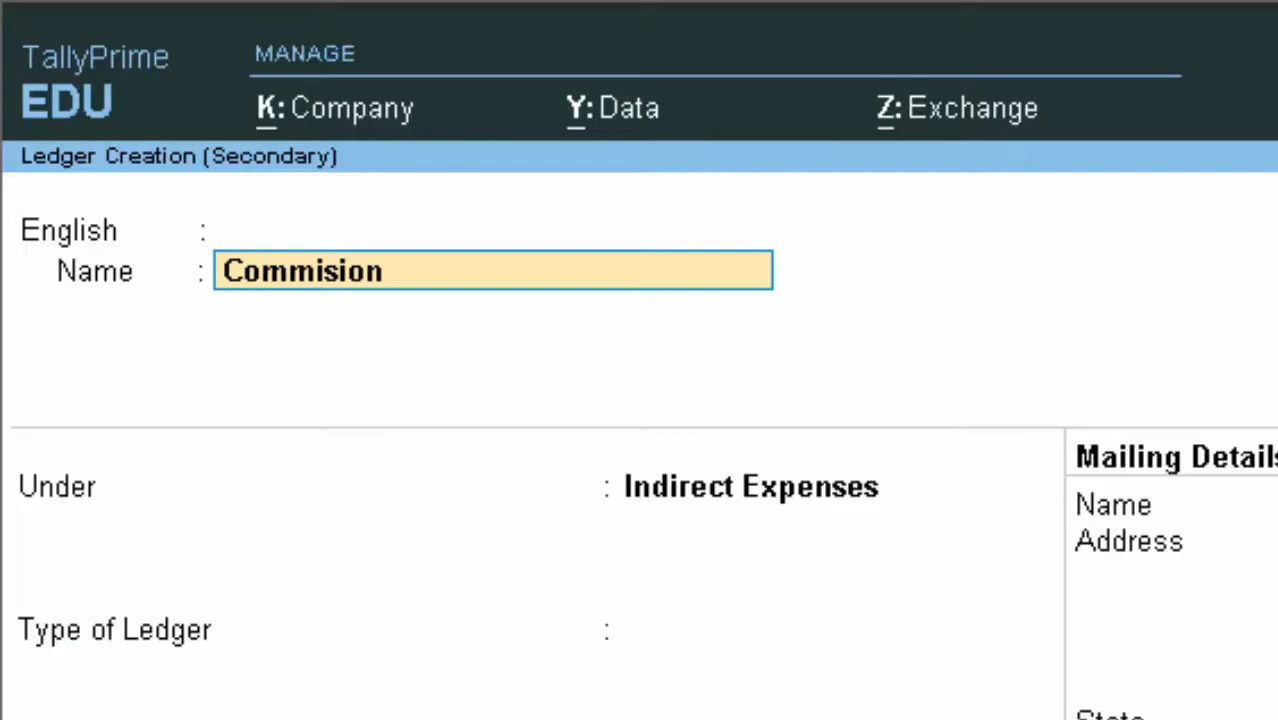 TallyPrime MANAGE
EDU K: Company Y: Data Z: Exchange
Ledger Creation (Secondary)
English :
Name : Commision
Under : Indirect Expenses
Mailing Details
Name
Address
Type of Ledger :
State